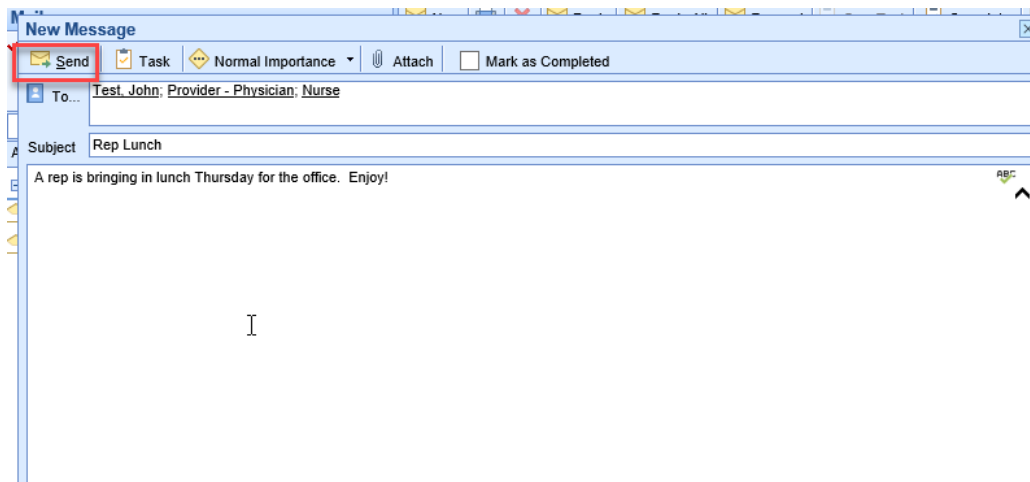 New Message
Send Task Normal Importance Attach Mark as Completed
To... Test, John; Provider - Physician; Nurse
Subject Rep Lunch
A rep is bringing in lunch Thursday for the office.  Enjoy!
ABC